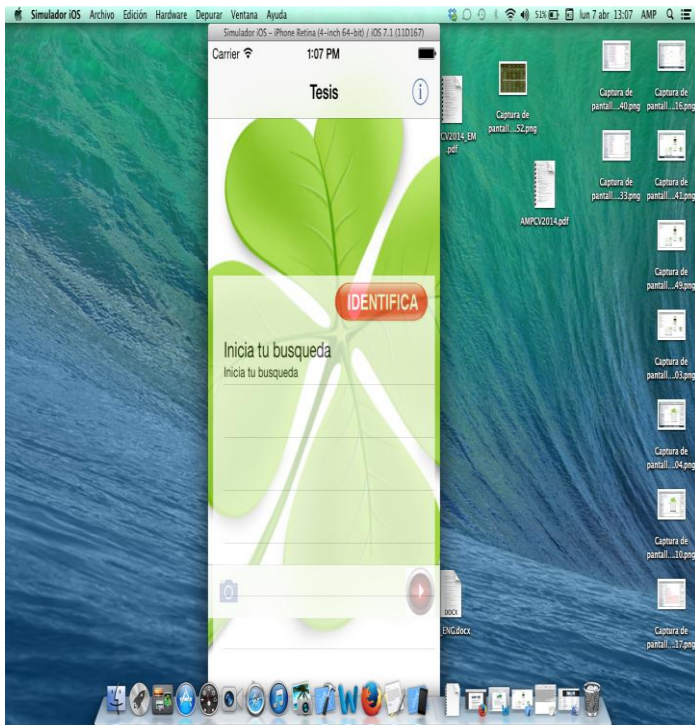 Simulador iOS Archivo Edición Hardware Depurar Ventana Ayuda
51% lun 7 abr 13:07 AMP
Simulador iOS – iPhone Retina (4-inch 64-bit) / iOS 7.1 (11D167)
Carrier 1:07 PM
Tesis
IDENTIFICA
Inicia tu busqueda
Inicia tu busqueda
CV2014_EM
.pdf
Captura de
pantall....52.png
AMPCV2014.pdf
DOCX
_ENG.docx
Captura de
pantall....40.png
Captura de
pantall....16.png
Captura de
pantall....33.png
Captura de
pantall....41.png
Captura de
pantall....49.png
Captura de
pantall....03.png
Captura de
pantall....04.png
Captura de
pantall....10.png
Captura de
pantall....17.png